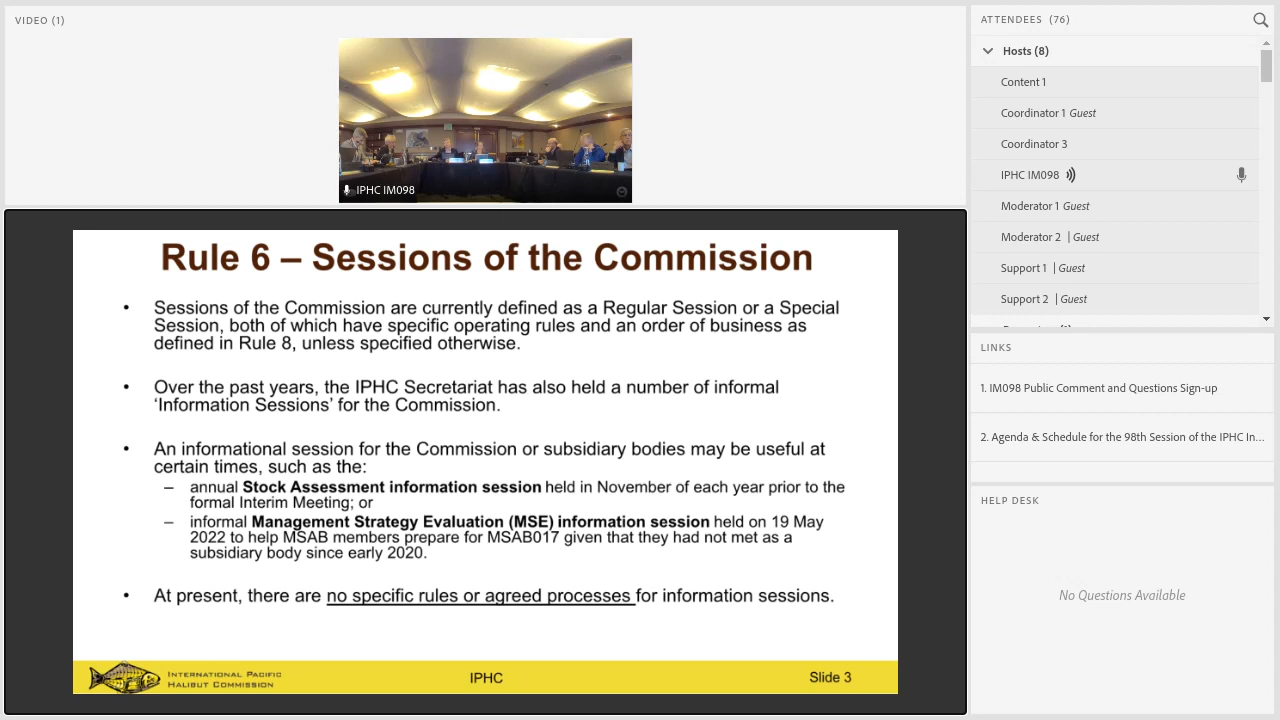 VIDEO (1)
IPHC IM098
Rule 6 – Sessions of the Commission
• Sessions of the Commission are currently defined as a Regular Session or a Special
Session, both of which have specific operating rules and an order of business as
defined in Rule 8, unless specified otherwise.
• Over the past years, the IPHC Secretariat has also held a number of informal
‘Information Sessions’ for the Commission.
• An informational session for the Commission or subsidiary bodies may be useful at
certain times, such as the:
– annual Stock Assessment information session held in November of each year prior to the
formal Interim Meeting; or
– informal Management Strategy Evaluation (MSE) information session held on 19 May
2022 to help MSAB members prepare for MSAB017 given that they had not met as a
subsidiary body since early 2020.
• At present, there are no specific rules or agreed processes for information sessions.
INTERNATIONAL PACIFIC
HALIBUT COMMISSION
IPHC
Slide 3
ATTENDEES (76)
Hosts (8)
Content 1
Coordinator 1 Guest
Coordinator 3
IPHC IM098
Moderator 1 Guest
Moderator 2 | Guest
Support 1 | Guest
Support 2 | Guest
LINKS
1. IM098 Public Comment and Questions Sign-up
2. Agenda & Schedule for the 98th Session of the IPHC In...
HELP DESK
No Questions Available